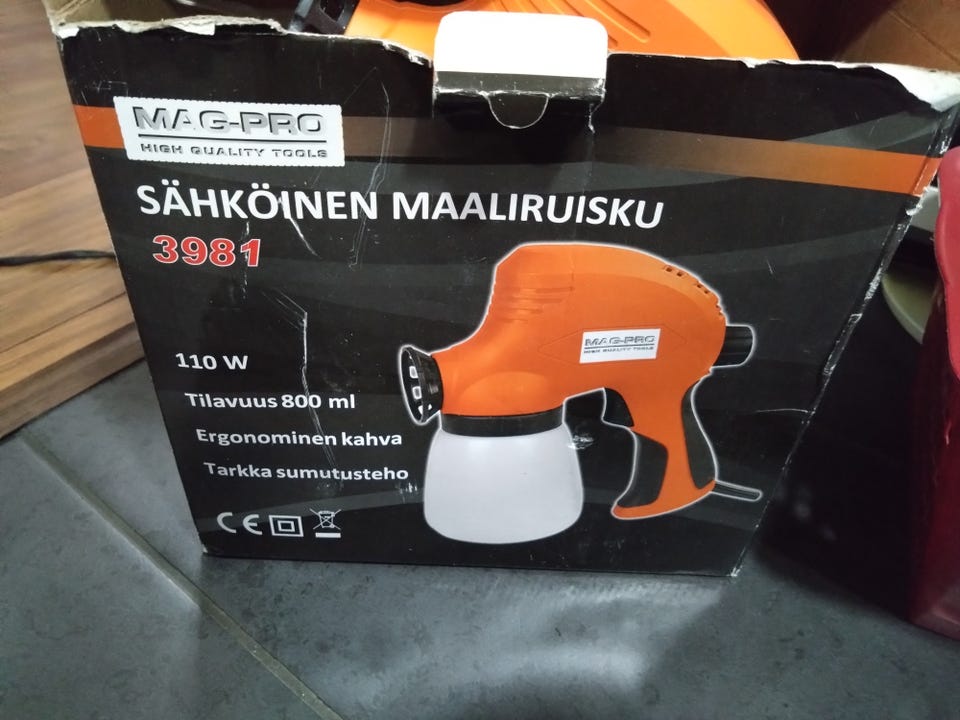 MAG-PRO
HIGH QUALITY TOOLS
SÄHKÖINEN MAALIRUISKU
3981
MAG-PRO
HIGH QUALITY TOOLS
110 W
Tilavuus 800 ml
Ergonominen kahva
Tarkka sumutusteho
CE